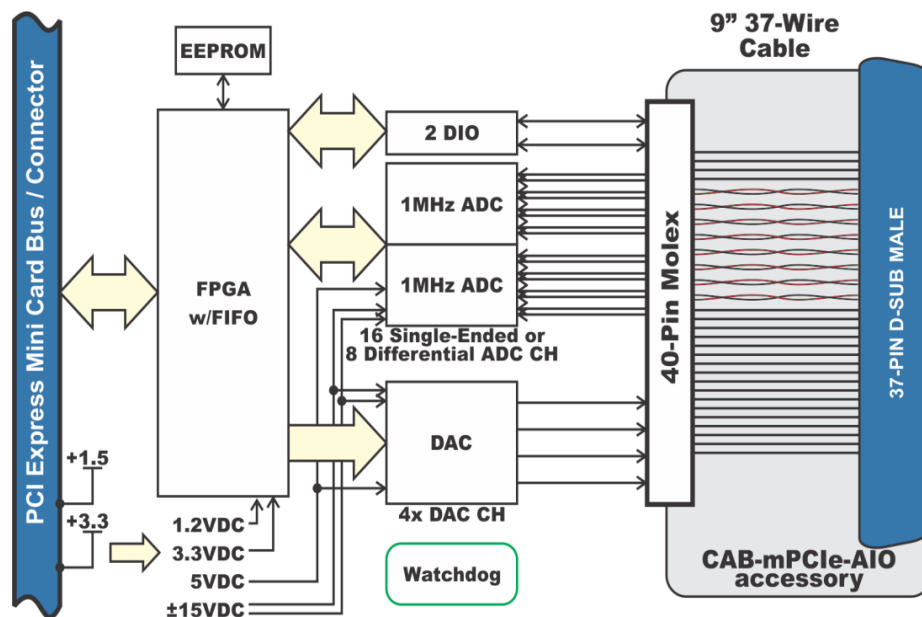 PCI Express Mini Card Bus / Connector
EEPROM
FPGA
w/FIFO
+1.5
+3.3
1.2VDC
3.3VDC
5VDC
±15VDC
2 DIO
1MHz ADC
1MHz ADC
16 Single-Ended or
8 Differential ADC CH
DAC
4x DAC CH
Watchdog
40-Pin Molex
9” 37-Wire
Cable
37-PIN D-SUB MALE
CAB-mPCIe-AIO
accessory